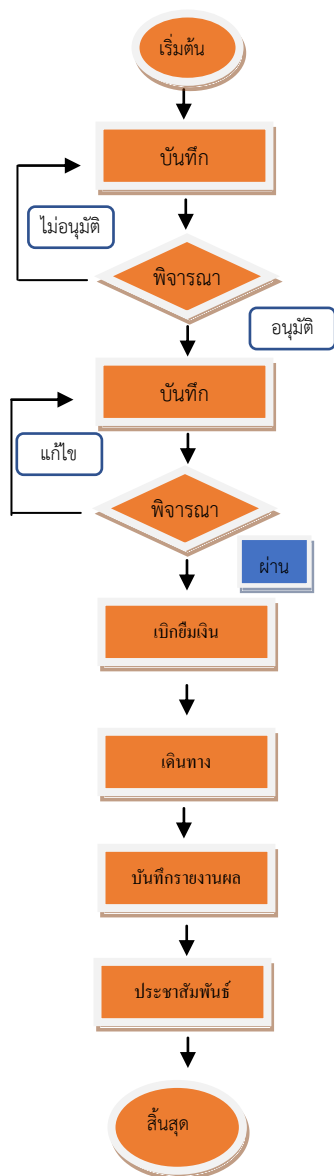 เริ่มต้น
บันทึก
ไม่อนุมัติ
พิจารณา
อนุมัติ
บันทึก
แก้ไข
พิจารณา
ผ่าน
เบิกยืมเงิน
เดินทาง
บันทึกรายงานผล
ประชาสัมพันธ์
สิ้นสุด